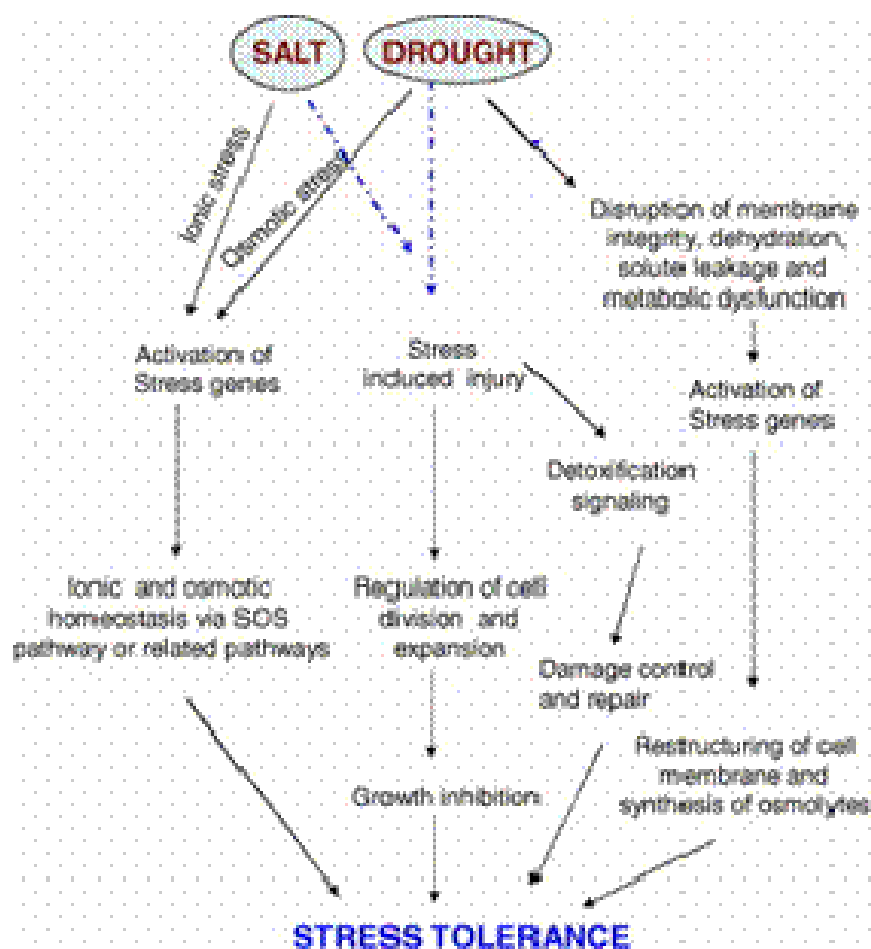 SALT
DROUGHT
Ionic stress
Osmotic stress
Disruption of membrane
integrity, dehydration,
solute leakage and
metabolic dysfunction
Activation of
Stress genes
Stress
induced injury
Activation of
Stress genes
Detoxification
signaling
Ionic and osmotic
homeostasis via SOS
pathway or related pathways
Regulation of cell
division and
expansion
Damage control
and repair
Restructuring of cell
membrane and
synthesis of osmolytes
Growth inhibition
STRESS TOLERANCE